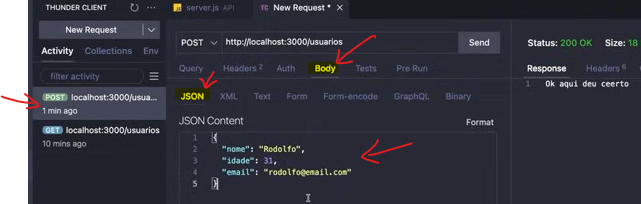 THUNDER CLIENT
server.js API
New Request *
New Request
POST
http://localhost:3000/usuarios
Send
Status: 200 OK Size: 18
Activity Collections Env
Query Headers 2 Auth Body Tests Pre Run
Response Headers 6
filter activity
1 Ok aqui deu ceerto
POST localhost:3000/usua...
1 min ago
JSON XML Text Form Form-encode GraphQL Binary
GET localhost:3000/usuarios
10 mins ago
JSON Content
Format
1 {
2 "nome": "Rodolfo",
3 "idade": 31,
4 "email": "rodolfo@email.com"
5 }